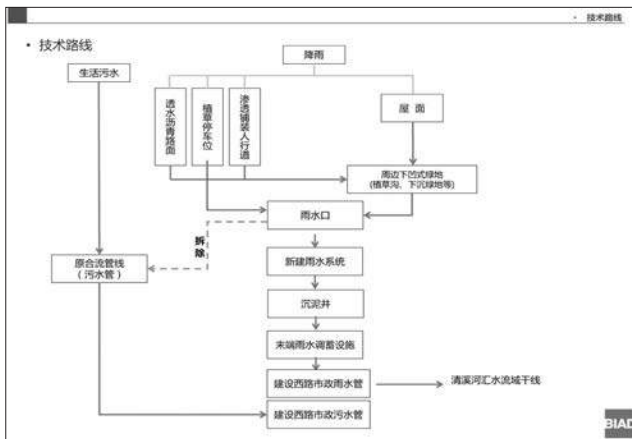 • 技术路线
• 技术路线
降雨
生活污水
透水沥青路面
植草停车位
渗透铺装人行道
屋 面
周边下凹式绿地
(植草沟、下沉绿地等)
雨水口
拆除
原合流管线
（污水管）
新建雨水系统
沉泥井
末端雨水调蓄设施
建设西路市政雨水管
清溪河汇水流域干线
建设西路市政污水管
BIAD